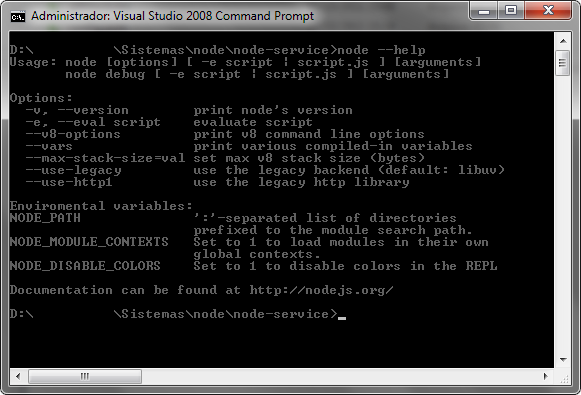 Administrador: Visual Studio 2008 Command Prompt
D:\ \Sistemas\node\node-service>node --help
Usage: node [options] [ -e script | script.js ] [arguments]
node debug [ -e script | script.js ] [arguments]
Options:
-v, --version print node's version
-e, --eval script evaluate script
--v8-options print v8 command line options
--vars print various compiled-in variables
--max-stack-size=val set max v8 stack size (bytes)
--use-legacy use the legacy backend (default: libuv)
--use-http1 use the legacy http library
Enviromental variables:
NODE_PATH ':'-separated list of directories
prefixed to the module search path.
NODE_MODULE_CONTEXTS Set to 1 to load modules in their own
global contexts.
NODE_DISABLE_COLORS Set to 1 to disable colors in the REPL
Documentation can be found at http://nodejs.org/
D:\ \Sistemas\node\node-service>_